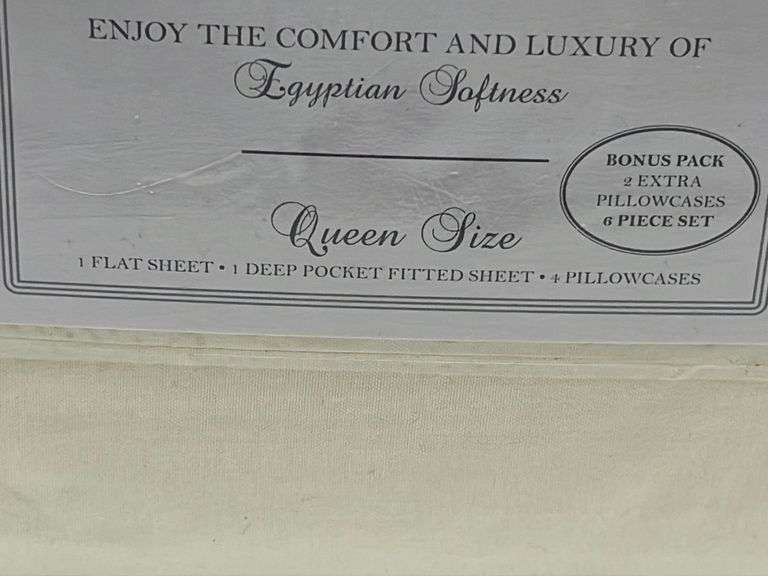 ENJOY THE COMFORT AND LUXURY OF
Egyptian Softness
BONUS PACK
2 EXTRA
PILLOWCASES
6 PIECE SET
Queen Size
1 FLAT SHEET • 1 DEEP POCKET FITTED SHEET • 4 PILLOWCASES